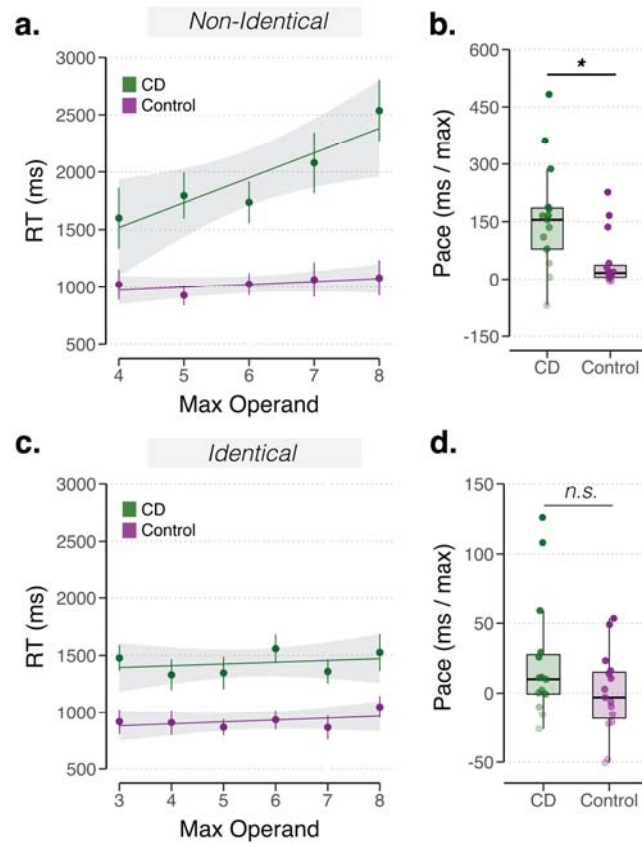 a.
Non-Identical
3000
2500
2000
1500
1000
500
RT (ms)
CD
Control
4 5 6 7 8
Max Operand
b.
600
450
300
150
0
-150
Pace (ms / max)
*
CD Control
c.
Identical
3000
2500
2000
1500
1000
500
RT (ms)
CD
Control
3 4 5 6 7 8
Max Operand
d.
150
100
50
0
-50
Pace (ms / max)
n.s.
CD Control